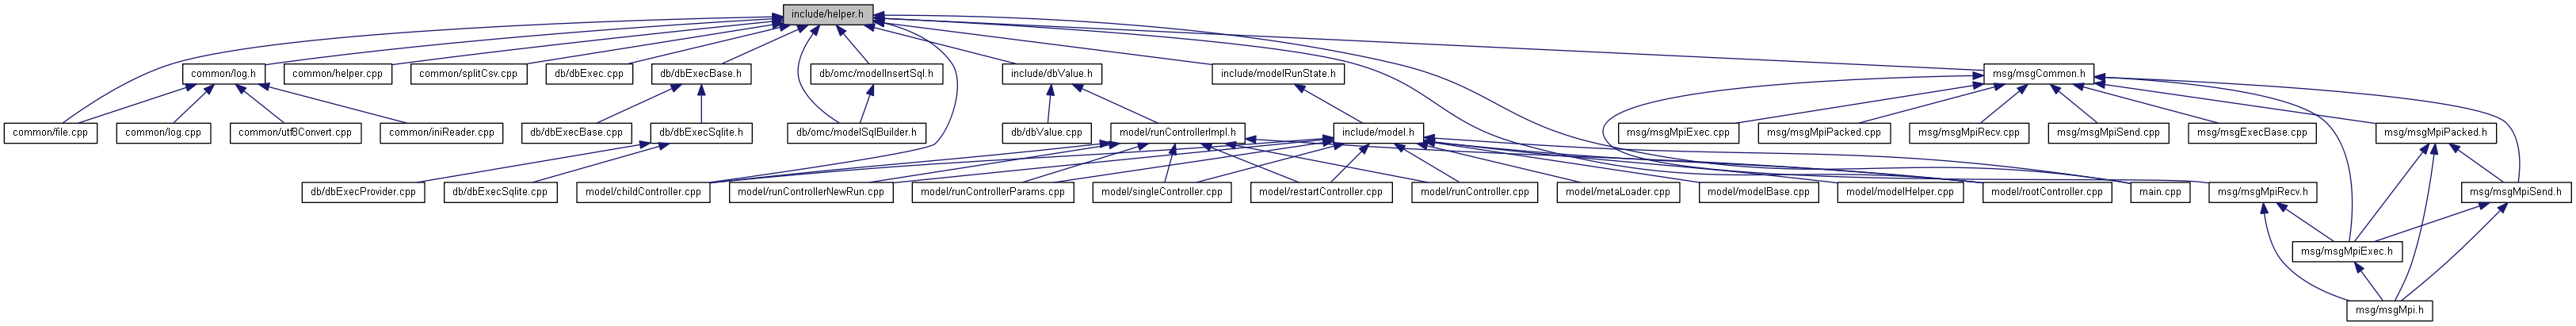 include/helper.h
common/log.h
common/helper.cpp
common/splitCsv.cpp
db/dbExec.cpp
db/dbExecBase.h
db/omc/modelInsertSql.h
include/dbValue.h
include/modelRunState.h
msg/msgCommon.h
common/file.cpp
common/log.cpp
common/utf8Convert.cpp
common/iniReader.cpp
db/dbExecBase.cpp
db/dbExecSqlite.h
db/omc/modelSqlBuilder.h
db/dbValue.cpp
model/runControllerImpl.h
include/model.h
msg/msgMpiExec.cpp
msg/msgMpiPacked.cpp
msg/msgMpiRecv.cpp
msg/msgMpiSend.cpp
msg/msgExecBase.cpp
msg/msgMpiPacked.h
db/dbExecProvider.cpp
db/dbExecSqlite.cpp
model/childController.cpp
model/runControllerNewRun.cpp
model/runControllerParams.cpp
model/singleController.cpp
model/restartController.cpp
model/runController.cpp
model/metaLoader.cpp
model/modelBase.cpp
model/modelHelper.cpp
model/rootController.cpp
main.cpp
msg/msgMpiRecv.h
msg/msgMpiSend.h
msg/msgMpiExec.h
msg/msgMpi.h